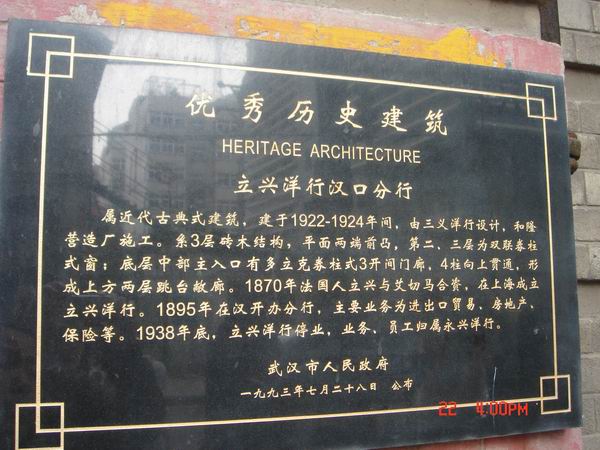 优秀历史建筑
HERITAGE ARCHITECTURE
立兴洋行汉口分行
属近代古典式建筑，建于1922-1924年间，由三义洋行设计，和隆
营造厂施工。系3层砖木结构；平面两端前凸，第二、三层为双联券柱
式窗；底层中部主入口有多立克券柱式3开间门廊，4柱向上贯通，形
成上方两层跳台敞廊。1870年法国人立兴与艾切马合资，在上海成立
立兴洋行。1895年在汉开办分行，主要业务为进出口贸易、房地产、
保险等。1938年底，立兴洋行停业，业务、员工归属永兴洋行。
武汉市人民政府
一九九三年七月二十八日 公布
22 4:00PM